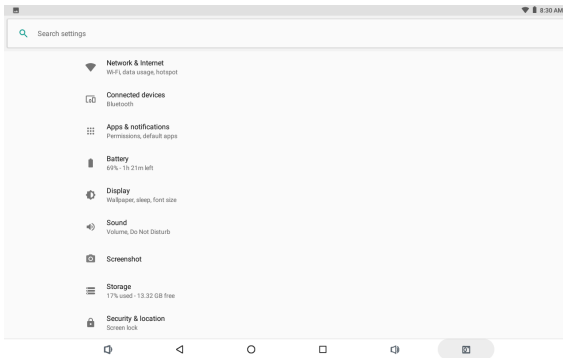 8:30 AM
Search settings
Network & Internet
Wi-Fi, data usage, hotspot
Connected devices
Bluetooth
Apps & notifications
Permissions, default apps
Battery
69% - 1h 21m left
Display
Wallpaper, sleep, font size
Sound
Volume, Do Not Disturb
Screenshot
Storage
17% used - 13.32 GB free
Security & location
Screen lock